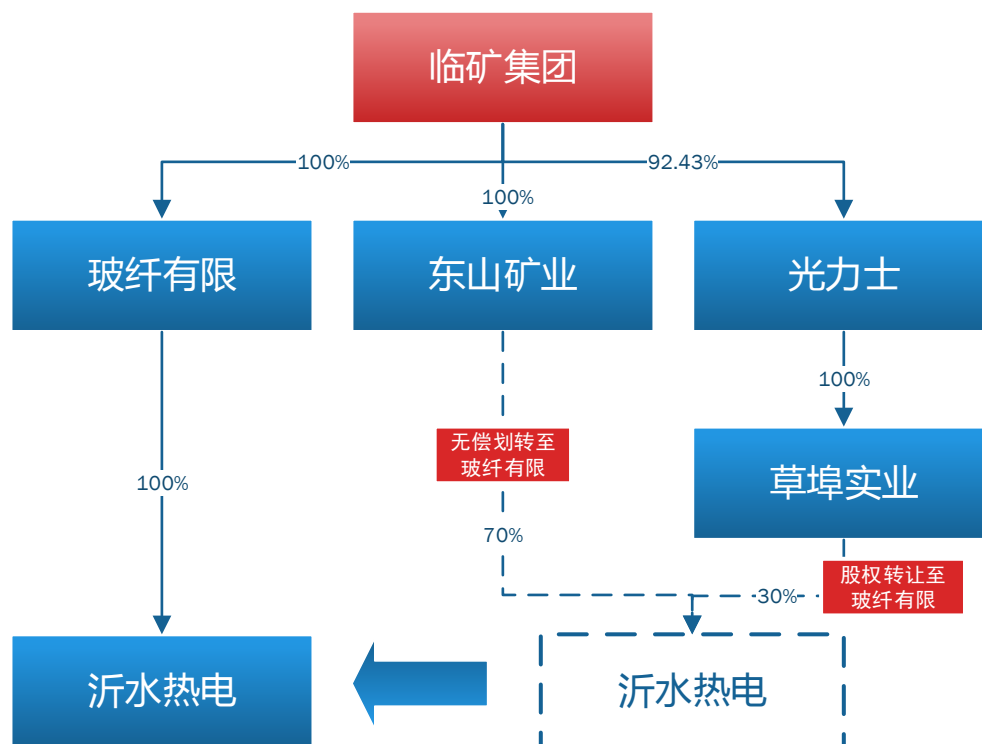 临矿集团
100%
100%
92.43%
玻纤有限
东山矿业
光力士
100%
无偿划转至
玻纤有限
草埠实业
100%
70%
股权转让至
玻纤有限
30%
沂水热电
沂水热电